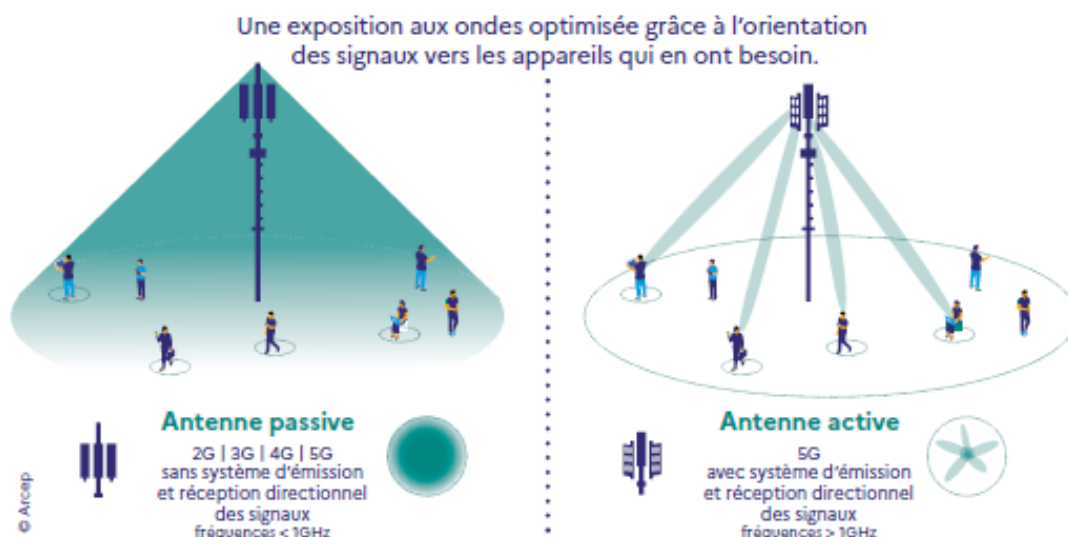 Une exposition aux ondes optimisée grâce à l'orientation
des signaux vers les appareils qui en ont besoin.
Antenne passive
2G | 3G | 4G | 5G
sans système d'émission
et réception directionnel
des signaux
fréquences < 1GHz
Antenne active
5G
avec système d'émission
et réception directionnel
des signaux
fréquences > 1GHz
© Arcep